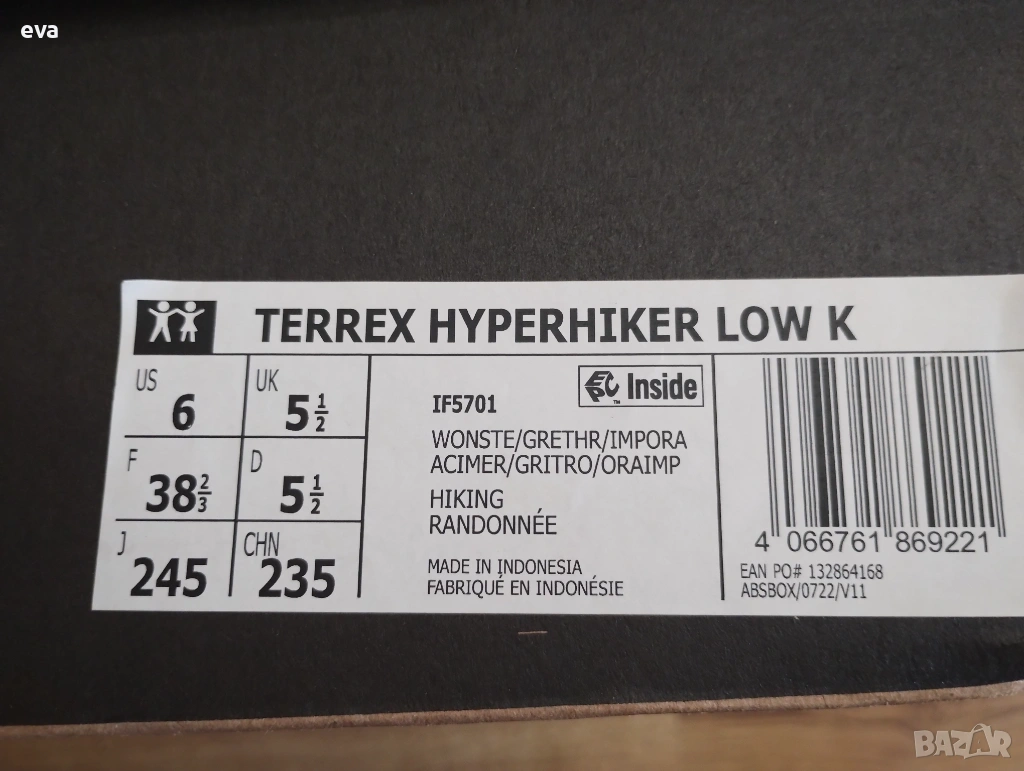 eva
TERREX HYPERHIKER LOW K
US
6
UK
5 1/2
F
38 2/3
D
5 1/2
J
245
CHN
235
EPC™ Inside
IF5701
WONSTE/GRETHR/IMPORA
ACIMER/GRITRO/ORAIMP
HIKING
RANDONNÉE
MADE IN INDONESIA
FABRIQUÉ EN INDONÉSIE
4 066761 869221
EAN PO# 132864168
ABSBOX/0722/V11
BAZAR